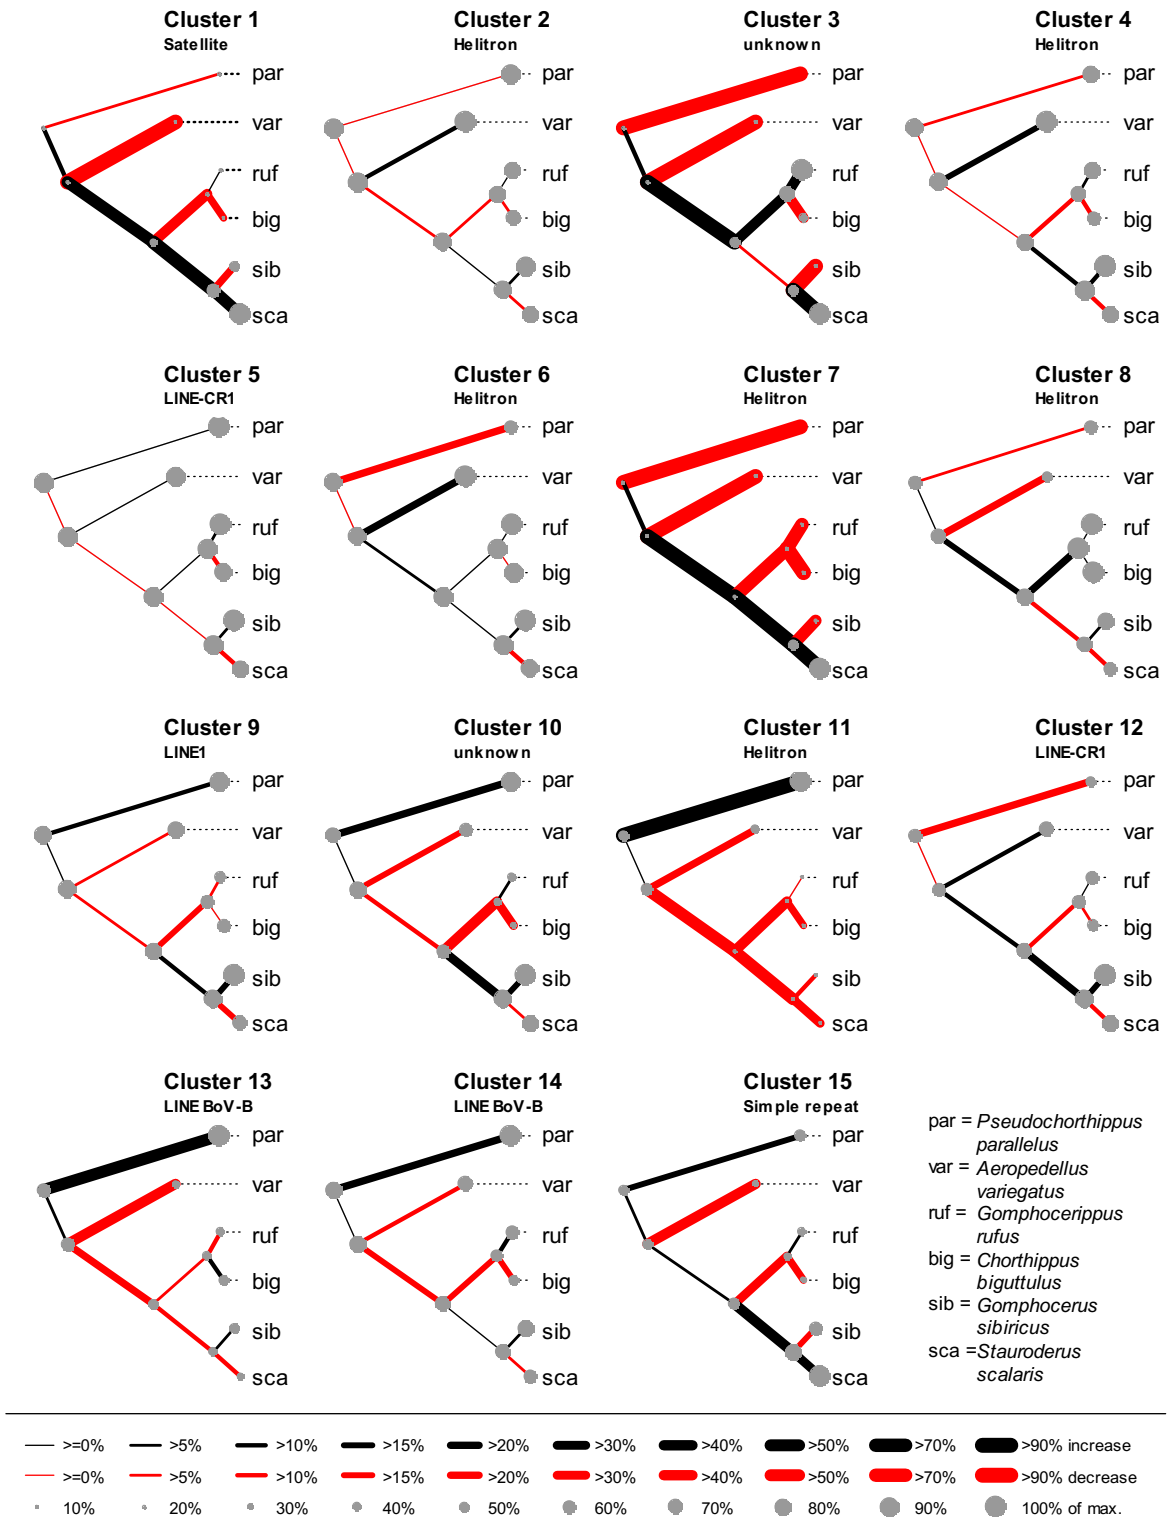 Cluster 1 Cluster 2 Cluster 3 Cluster 4
Satellite Helitron unknown Helitron
par par par par
var var var var
ruf ruf ruf ruf
big big big big
sib sib sib sib
sca sca sca sca
Cluster 5 Cluster 6 Cluster 7 Cluster 8
LINE-CR1 Helitron Helitron Helitron
par par par par
var var var var
ruf ruf ruf ruf
big big big big
sib sib sib sib
sca sca sca sca
Cluster 9 Cluster 10 Cluster 11 Cluster 12
LINE1 unknown Helitron LINE-CR1
par par par par
var var var var
ruf ruf ruf ruf
big big big big
sib sib sib sib
sca sca sca sca
Cluster 13 Cluster 14 Cluster 15
LINE BoV-B LINE BoV-B Simple repeat
par par par
var var var
ruf ruf ruf
big big big
sib sib sib
sca sca sca
par = Pseudochorthippus
parallelus
var = Aeropedellus
variegatus
ruf = Gomphocerippus
rufus
big = Chorthippus
biguttulus
sib = Gomphocerus
sibiricus
sca =Stauroderus
scalaris
>=0% >5% >10% >15% >20% >30% >40% >50% >70% >90% increase
>=0% >5% >10% >15% >20% >30% >40% >50% >70% >90% decrease
10% 20% 30% 40% 50% 60% 70% 80% 90% 100% of max.